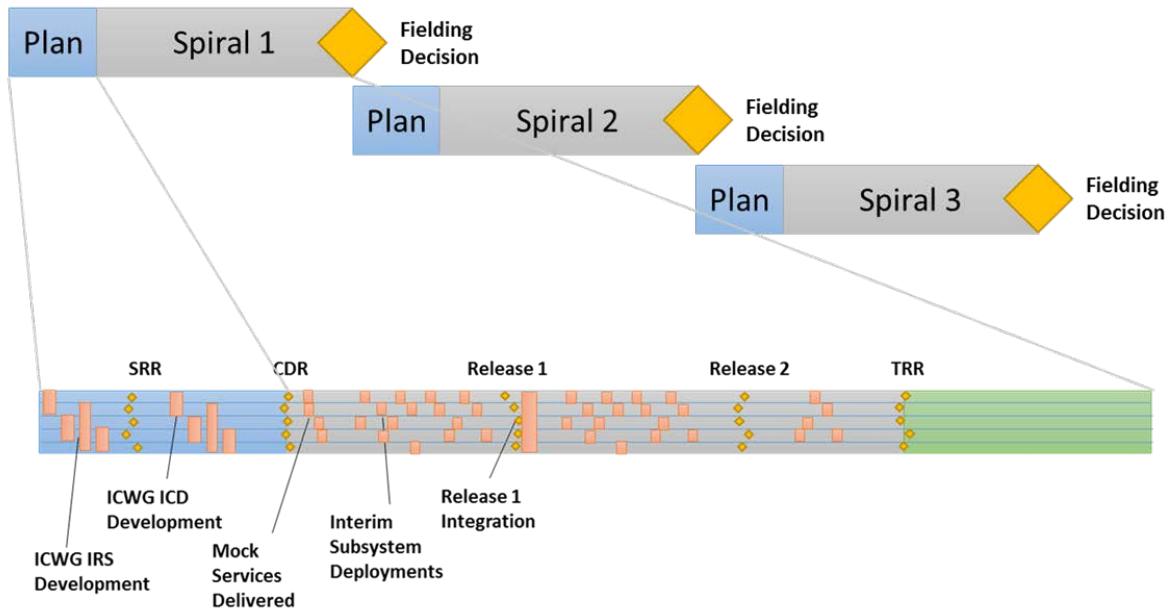 Plan
Spiral 1
Fielding
Decision
Plan
Spiral 2
Fielding
Decision
Plan
Spiral 3
Fielding
Decision
SRR
CDR
Release 1
Release 2
TRR
ICWG ICD
Development
ICWG IRS
Development
Mock
Services
Delivered
Interim
Subsystem
Deployments
Release 1
Integration